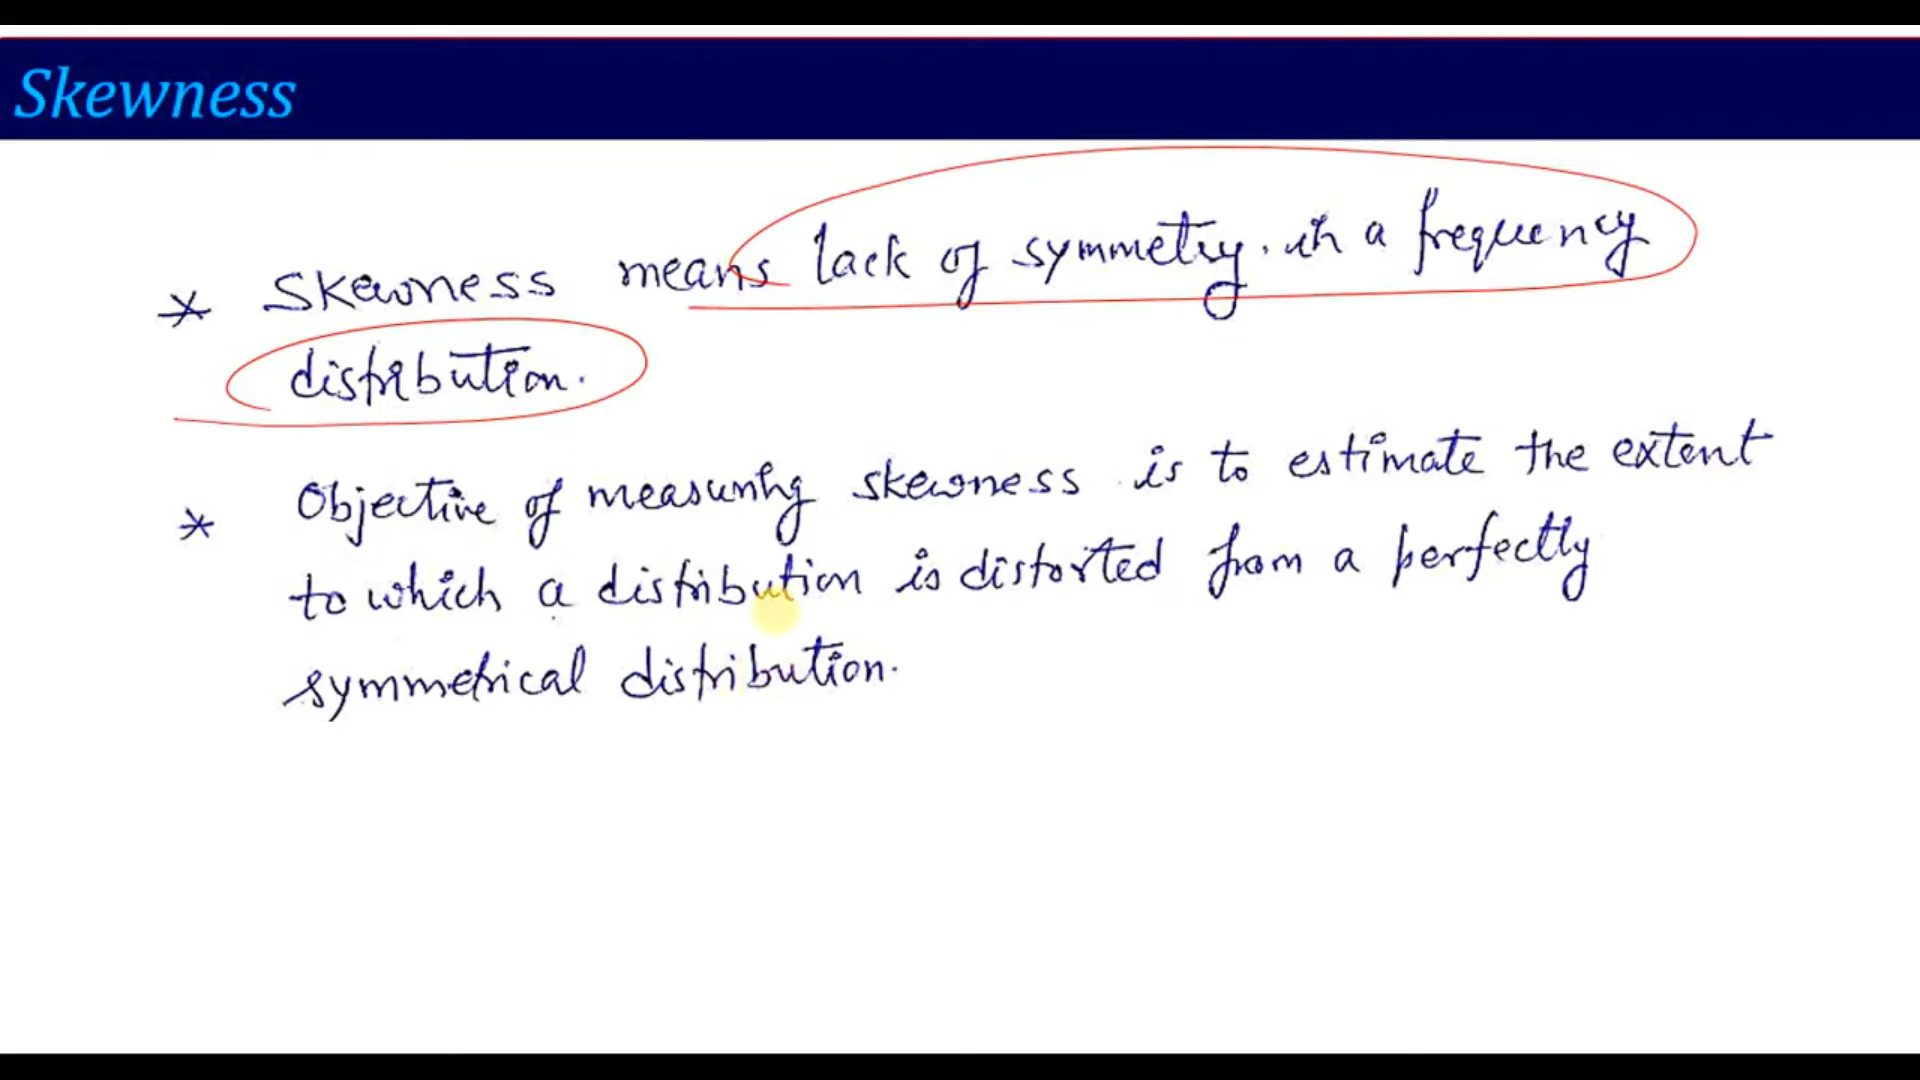 Skewness
* Skewness means lack of symmetry. in a frequency
distribution.
* Objective of measuring skewness is to estimate the extent
to which a distribution is distorted from a perfectly
symmetrical distribution.